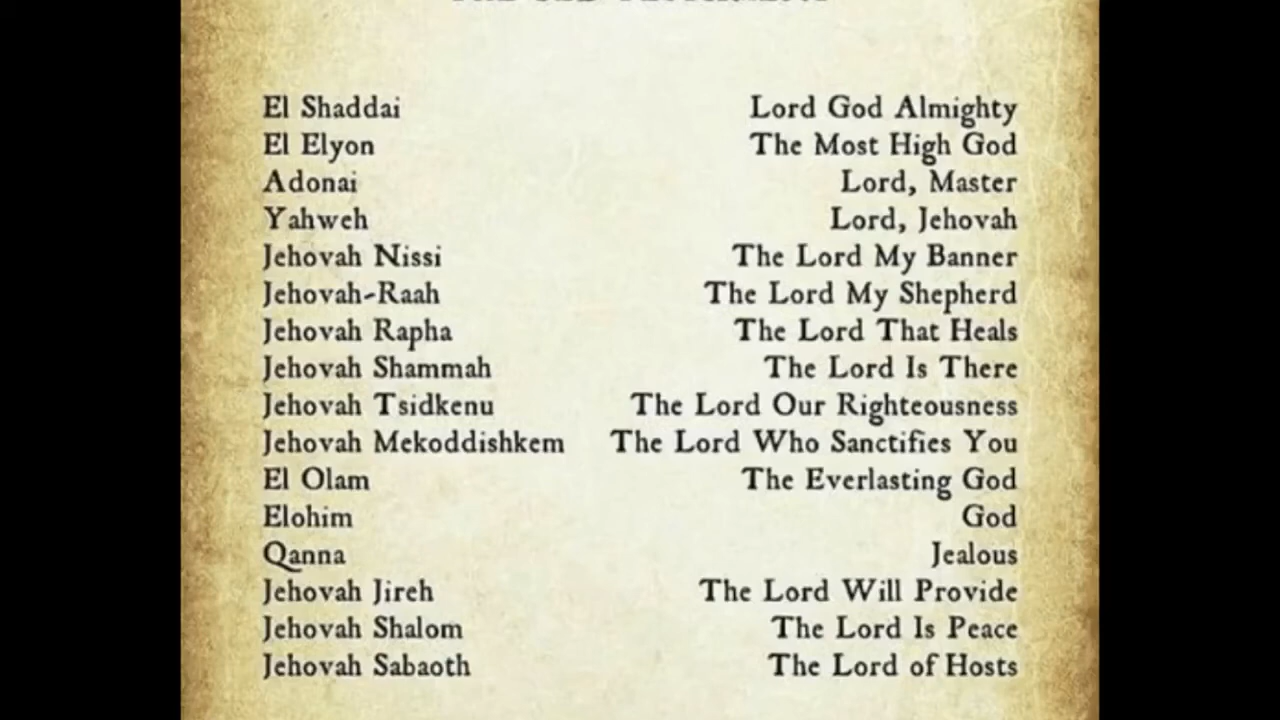 El Shaddai Lord God Almighty
El Elyon The Most High God
Adonai Lord, Master
Yahweh Lord, Jehovah
Jehovah Nissi The Lord My Banner
Jehovah-Raah The Lord My Shepherd
Jehovah Rapha The Lord That Heals
Jehovah Shammah The Lord Is There
Jehovah Tsidkenu The Lord Our Righteousness
Jehovah Mekoddishkem The Lord Who Sanctifies You
El Olam The Everlasting God
Elohim God
Qanna Jealous
Jehovah Jireh The Lord Will Provide
Jehovah Shalom The Lord Is Peace
Jehovah Sabaoth The Lord of Hosts